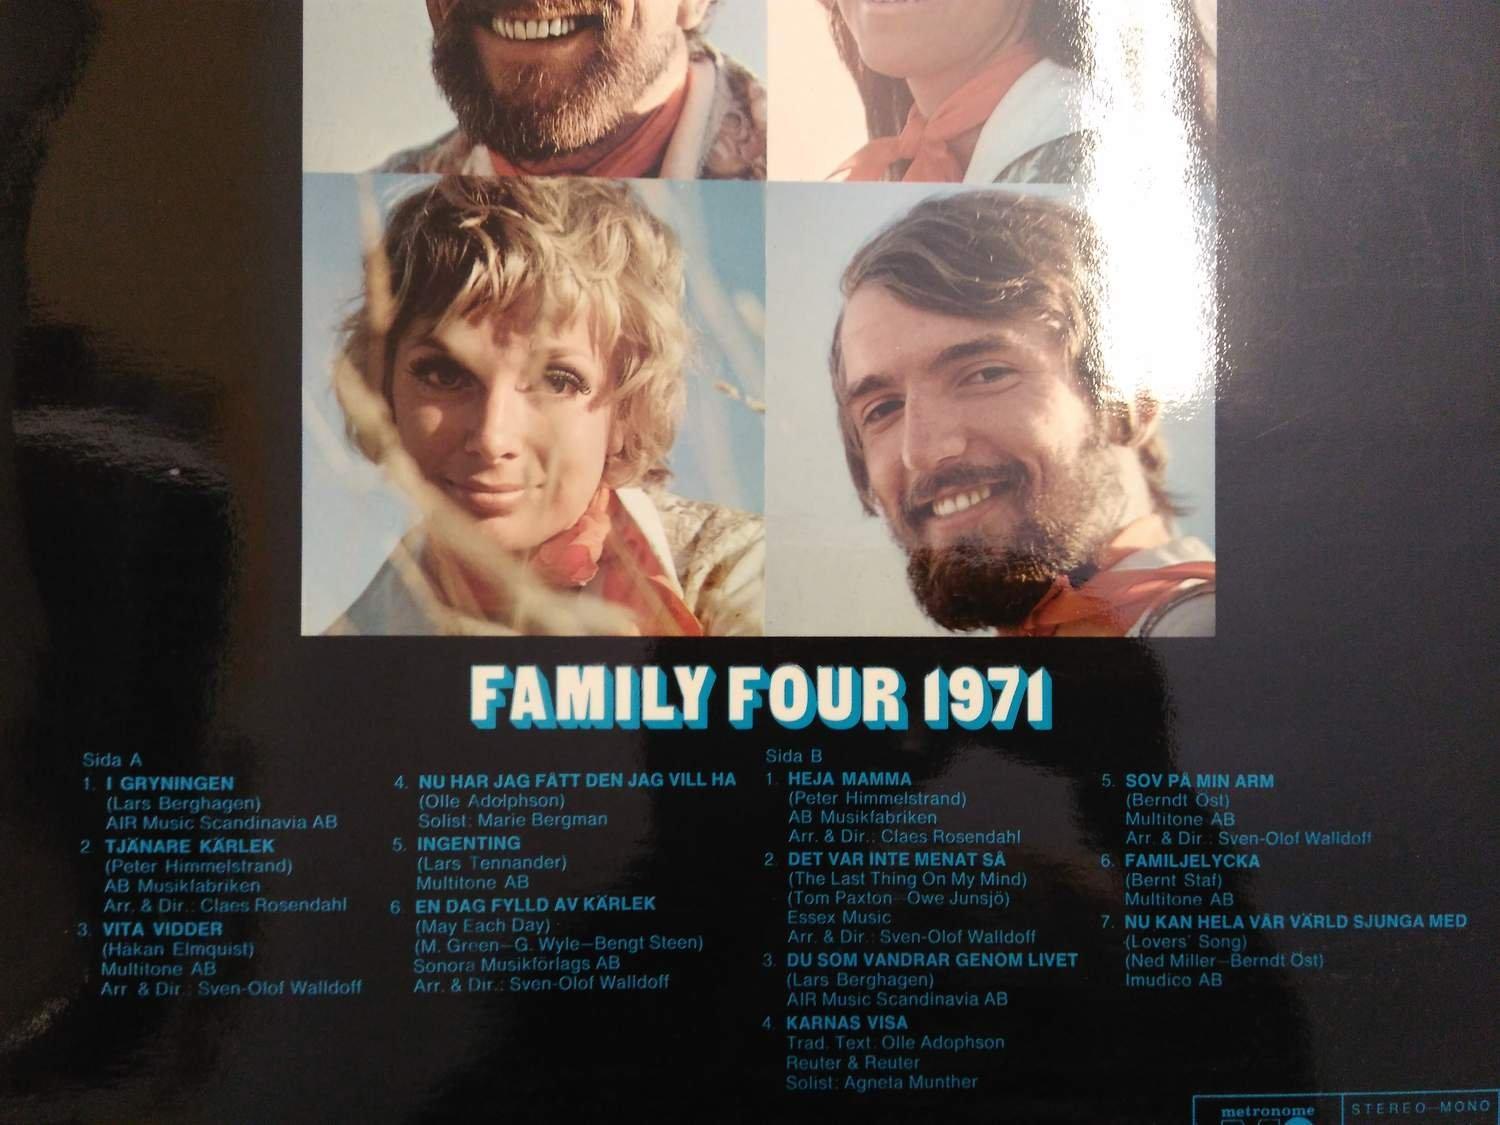 FAMILY FOUR 1971
Sida A
1. I GRYNINGEN
(Lars Berghagen)
AIR Music Scandinavia AB
2. TJÄNARE KÄRLEK
(Peter Himmelstrand)
AB Musikfabriken
Arr. & Dir.: Claes Rosendahl
3. VITA VIDDER
(Håkan Elmquist)
Multitone AB
Arr. & Dir.: Sven-Olof Walldoff
4. NU HAR JAG FÅTT DEN JAG VILL HA
(Olle Adolphson)
Solist: Marie Bergman
5. INGENTING
(Lars Tennander)
Multitone AB
6. EN DAG FYLLD AV KÄRLEK
(May Each Day)
(M. Green—G. Wyle—Bengt Steen)
Sonora Musikförlags AB
Arr. & Dir.: Sven-Olof Walldoff
Sida B
1. HEJA MAMMA
(Peter Himmelstrand)
AB Musikfabriken
Arr. & Dir.: Claes Rosendahl
2. DET VAR INTE MENAT SÅ
(The Last Thing On My Mind)
(Tom Paxton—Owe Junsjö)
Essex Music
Arr. & Dir.: Sven-Olof Walldoff
3. DU SOM VANDRAR GENOM LIVET
(Lars Berghagen)
AIR Music Scandinavia AB
4. KARNAS VISA
Trad. Text: Olle Adophson
Reuter & Reuter
Solist: Agneta Munther
5. SOV PÅ MIN ARM
(Berndt Öst)
Multitone AB
Arr. & Dir.: Sven-Olof Walldoff
6. FAMILJELYCKA
(Bernt Staf)
Multitone AB
7. NU KAN HELA VÅR VÄRLD SJUNGA MED
(Lovers' Song)
(Ned Miller—Berndt Öst)
Imudico AB
metronome
STEREO—MONO